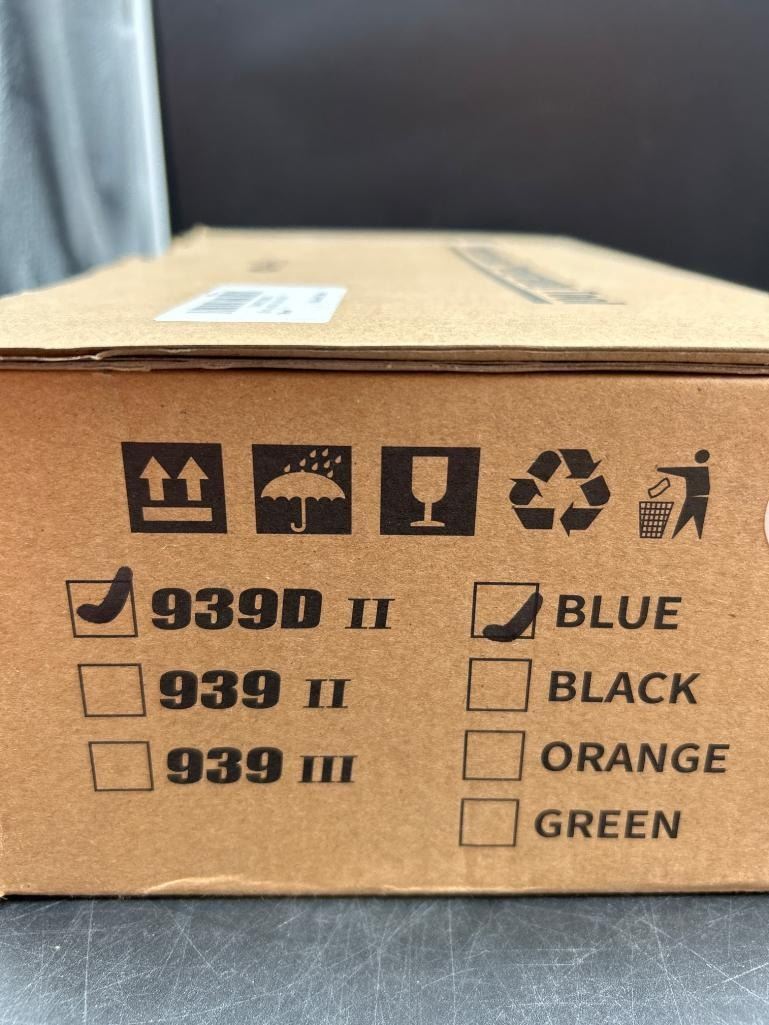 939D II
939 II
939 III
BLUE
BLACK
ORANGE
GREEN